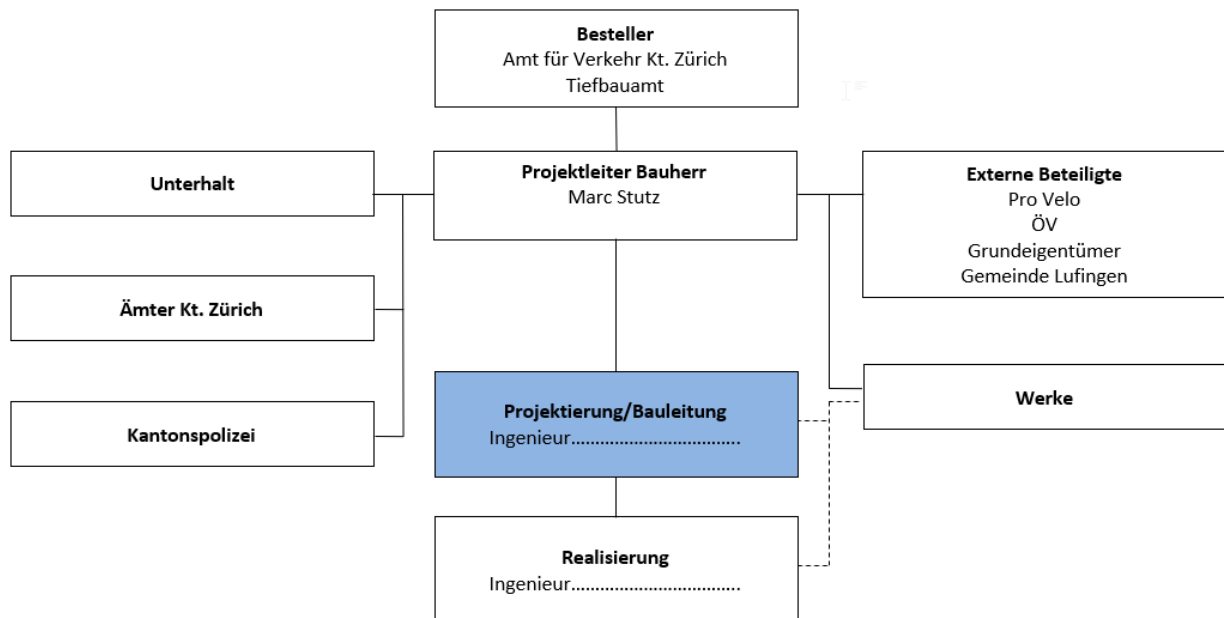 Besteller
Amt für Verkehr Kt. Zürich
Tiefbauamt
Unterhalt
Projektleiter Bauherr
Marc Stutz
Externe Beteiligte
Pro Velo
ÖV
Grundeigentümer
Gemeinde Lufingen
Ämter Kt. Zürich
Projektierung/Bauleitung
Ingenieur...................................
Werke
Kantonspolizei
Realisierung
Ingenieur...................................